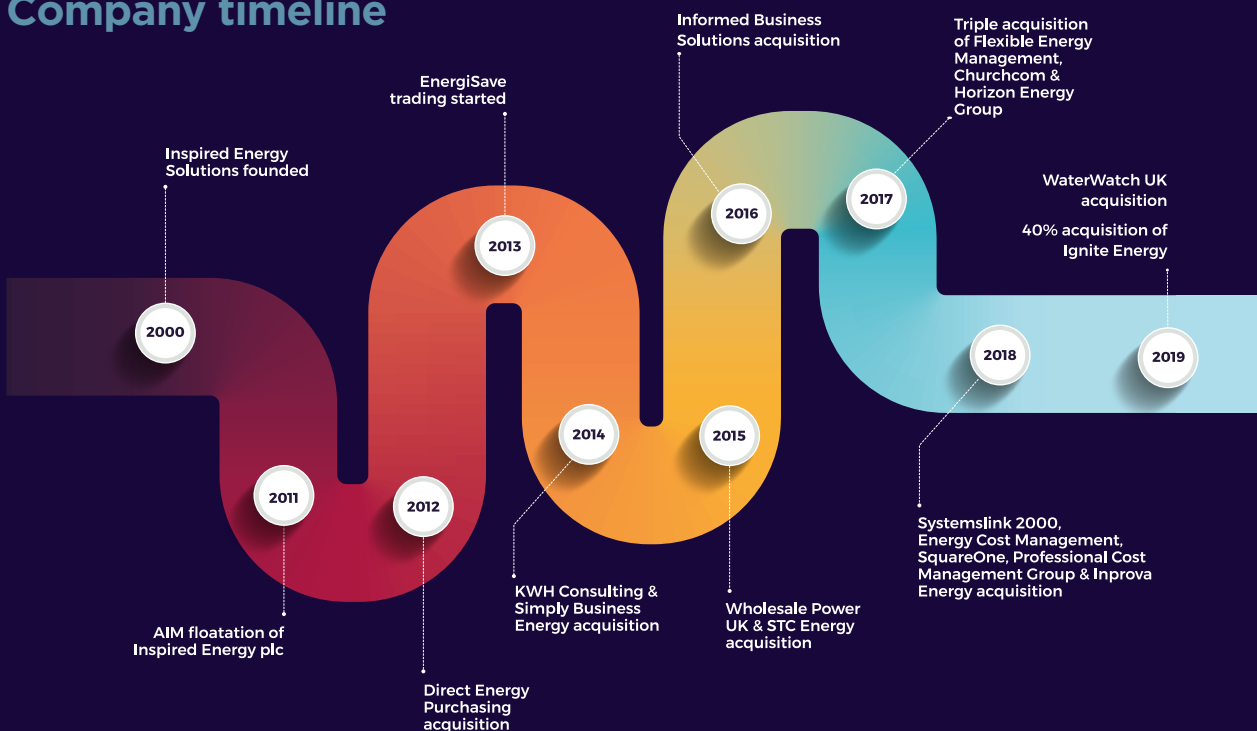 Company timeline
Inspired Energy
Solutions founded
2000
AIM floatation of
Inspired Energy plc
2011
Direct Energy
Purchasing
acquisition
2012
EnergiSave
trading started
2013
KWH Consulting &
Simply Business
Energy acquisition
2014
Wholesale Power
UK & STC Energy
acquisition
2015
Informed Business
Solutions acquisition
2016
Triple acquisition
of Flexible Energy
Management,
Churchcom &
Horizon Energy
Group
2017
Systemslink 2000,
Energy Cost Management,
SquareOne, Professional Cost
Management Group & Inprova
Energy acquisition
2018
WaterWatch UK
acquisition
40% acquisition of
Ignite Energy
2019